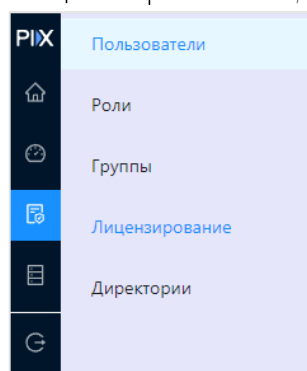 PIX
Пользователи
Роли
Группы
Лицензирование
Директории